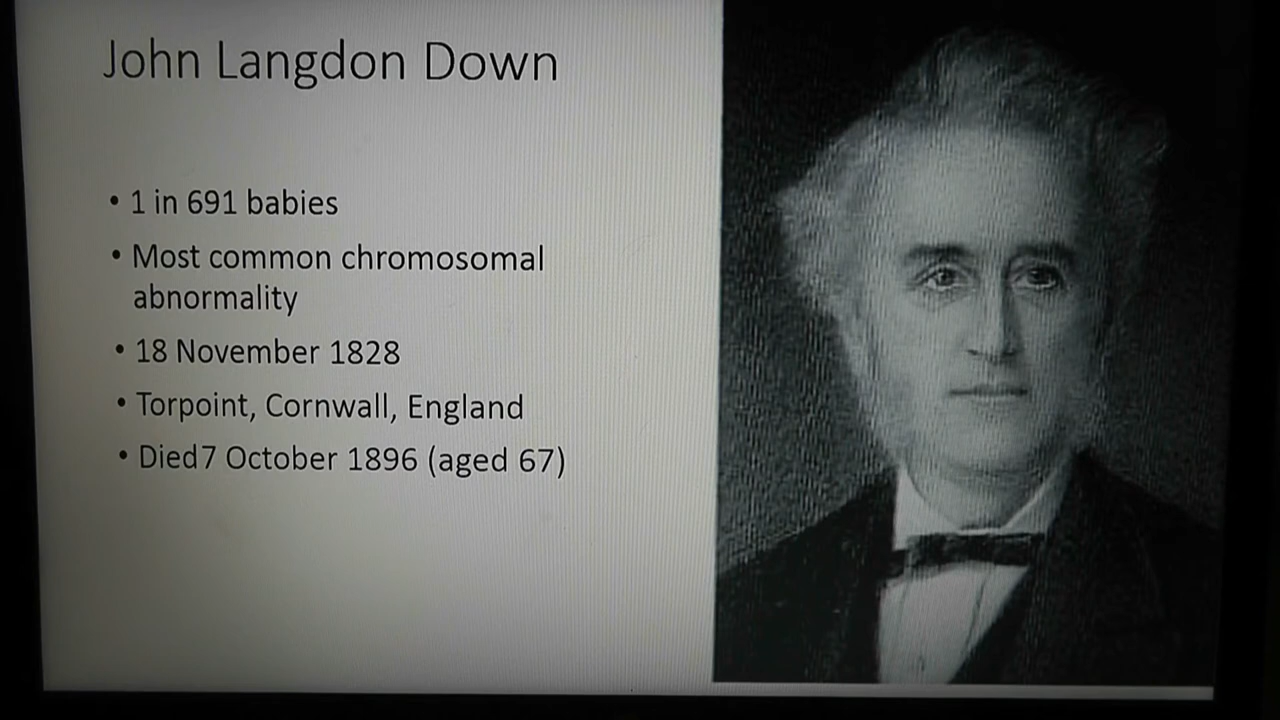 John Langdon Down
• 1 in 691 babies
• Most common chromosomal
abnormality
• 18 November 1828
• Torpoint, Cornwall, England
• Died7 October 1896 (aged 67)